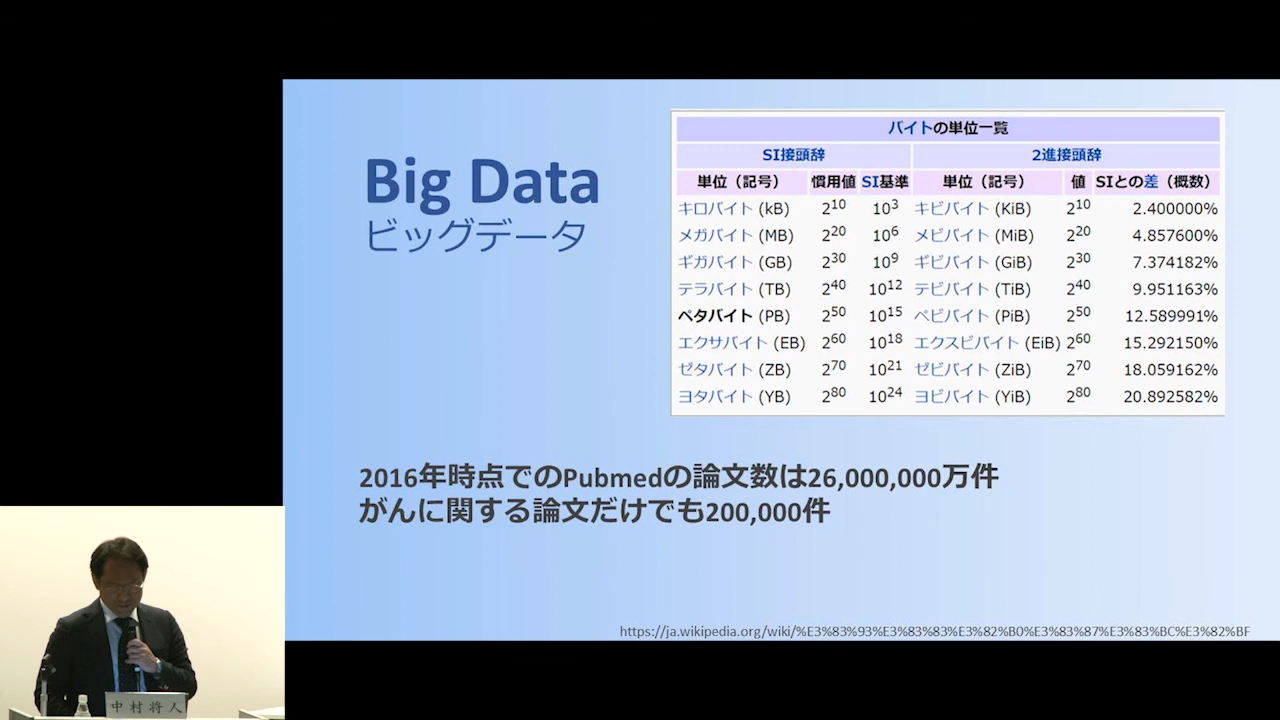 Big Data
ビッグデータ
バイトの単位一覧
SI接頭辞 2進接頭辞
単位（記号） 慣用値 SI基準 単位（記号） 値 SIとの差（概数）
キロバイト (kB) 2^10 10^3 キビバイト (KiB) 2^10 2.400000%
メガバイト (MB) 2^20 10^6 メビバイト (MiB) 2^20 4.857600%
ギガバイト (GB) 2^30 10^9 ギビバイト (GiB) 2^30 7.374182%
テラバイト (TB) 2^40 10^12 テビバイト (TiB) 2^40 9.951163%
ペタバイト (PB) 2^50 10^15 ペビバイト (PiB) 2^50 12.589991%
エクサバイト (EB) 2^60 10^18 エクスビバイト (EiB) 2^60 15.292150%
ゼタバイト (ZB) 2^70 10^21 ゼビバイト (ZiB) 2^70 18.059162%
ヨタバイト (YB) 2^80 10^24 ヨビバイト (YiB) 2^80 20.892582%
2016年時点でのPubmedの論文数は26,000,000万件
がんに関する論文だけでも200,000件
https://ja.wikipedia.org/wiki/%E3%83%93%E3%83%83%E3%82%B0%E3%83%87%E3%83%BC%E3%82%BF
中村将人